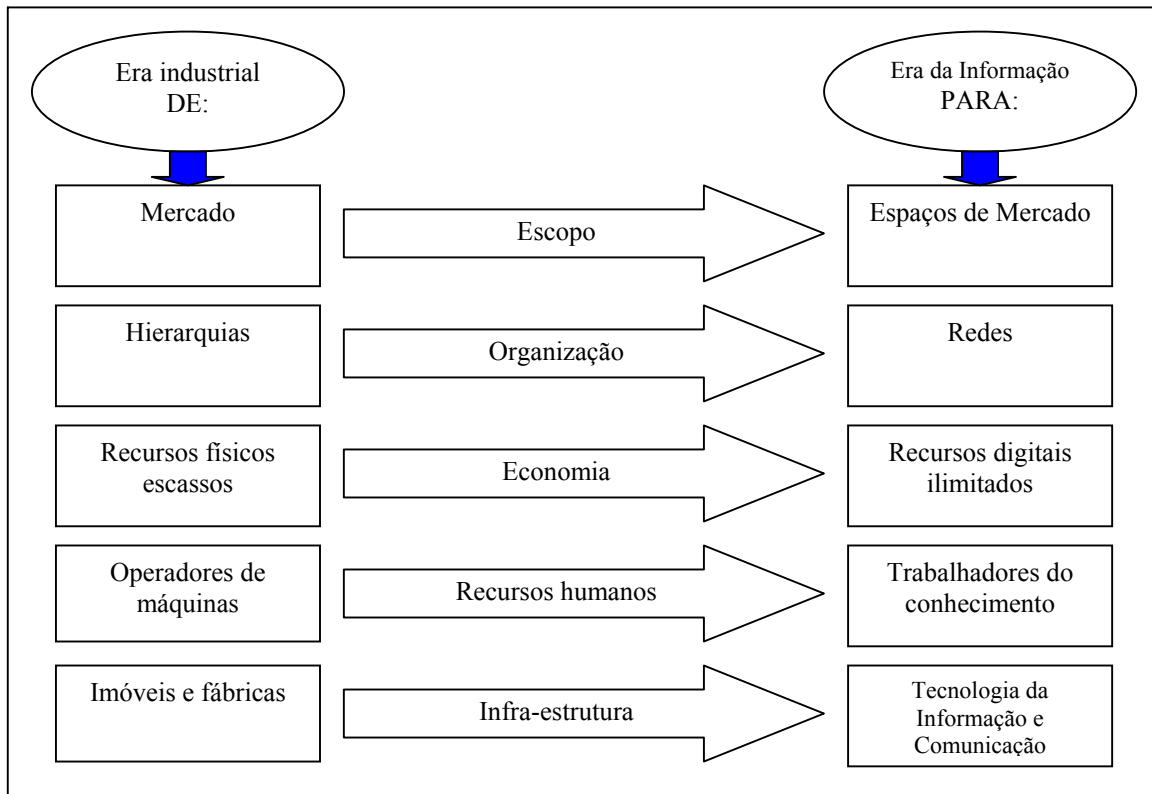 Era industrial
DE:
Era da Informação
PARA:
Mercado
Escopo
Espaços de Mercado
Hierarquias
Organização
Redes
Recursos físicos
escassos
Economia
Recursos digitais
ilimitados
Operadores de
máquinas
Recursos humanos
Trabalhadores do
conhecimento
Imóveis e fábricas
Infra-estrutura
Tecnologia da
Informação e
Comunicação